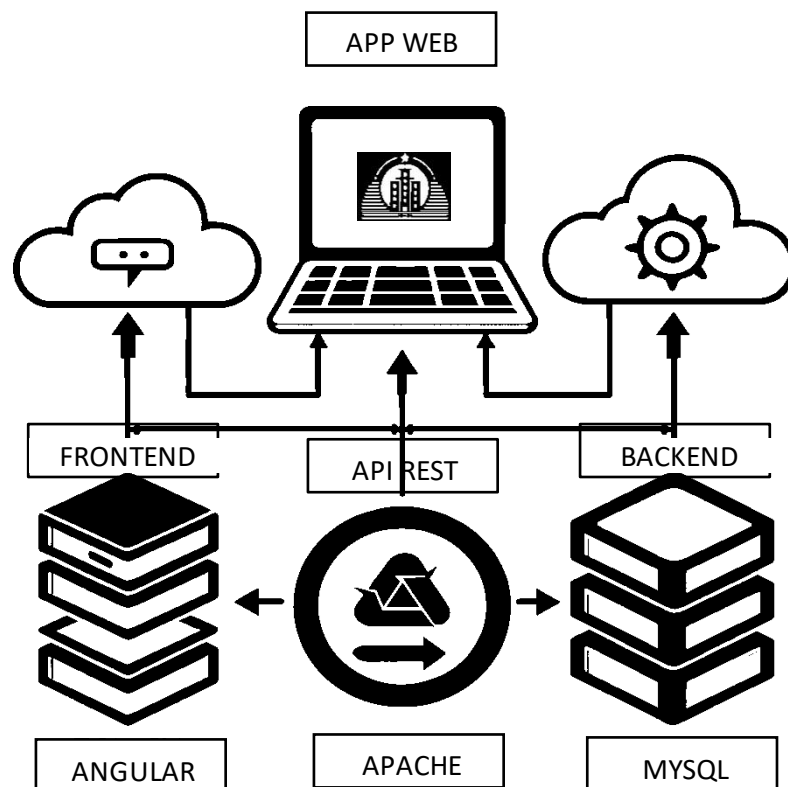 APP WEB
FRONTEND
API REST
BACKEND
ANGULAR
APACHE
MYSQL